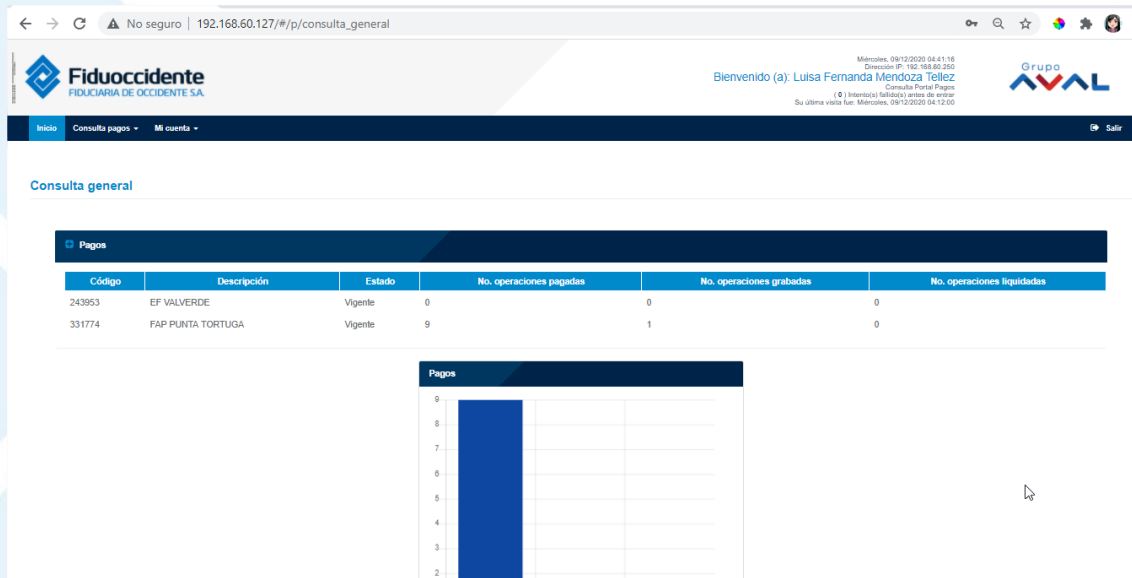 No seguro | 192.168.60.127/#/p/consulta_general
Fiduoccidente
FIDUCIARIA DE OCCIDENTE S.A.
Miércoles, 09/12/2020 04:41:16
Dirección IP: 192.168.60.250
Bienvenido (a): Luisa Fernanda Mendoza Tellez
Consulta Portal Pagos
( 0 ) Intento(s) fallido(s) antes de entrar
Su última visita fue: Miércoles, 09/12/2020 04:12:00
Grupo
AVAL
Inicio Consulta pagos Mi cuenta Salir
Consulta general
Pagos
Código Descripción Estado No. operaciones pagadas No. operaciones grabadas No. operaciones liquidadas
243953 EF VALVERDE Vigente 0 0 0
331774 FAP PUNTA TORTUGA Vigente 9 1 0
Pagos
9
8
7
6
5
4
3
2